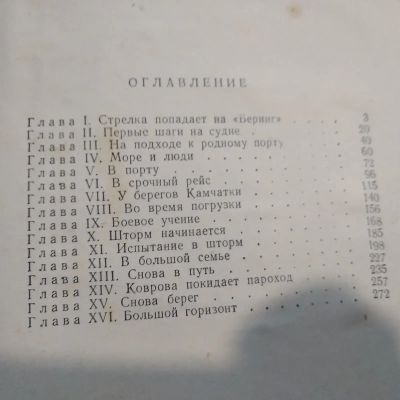 ОГЛАВЛЕНИЕ
Глава I. Стрелка попадает на «Беринг» . . . . 3
Глава II. Первые шаги на судне . . . . . . 20
Глава III. На подходе к родному порту . . . . 40
Глава IV. Море и люди . . . . . . . . 60
Глава V. В порту . . . . . . . . . 72
Глава VI. В срочный рейс . . . . . . . 96
Глава VII. У берегов Камчатки . . . . . . 115
Глава VIII. Во время погрузки . . . . . . 140
Глава IX. Боевое учение . . . . . . . 156
Глава X. Шторм начинается . . . . . . 168
Глава XI. Испытание в шторм . . . . . . 185
Глава XII. В большой семье . . . . . . 198
Глава XIII. Снова в путь . . . . . . . 227
Глава XIV. Коврова покидает пароход . . . . 235
Глава XV. Снова берег . . . . . . . 257
Глава XVI. Большой горизонт . . . . . . 272